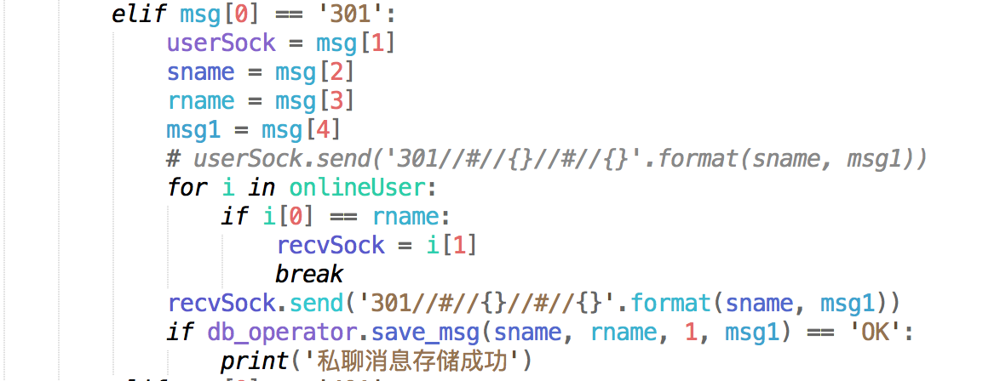 elif msg[0] == '301':
userSock = msg[1]
sname = msg[2]
rname = msg[3]
msg1 = msg[4]
# userSock.send('301//#//{}//#//{}'.format(sname, msg1))
for i in onlineUser:
if i[0] == rname:
recvSock = i[1]
break
recvSock.send('301//#//{}//#//{}'.format(sname, msg1))
if db_operator.save_msg(sname, rname, 1, msg1) == 'OK':
print('私聊消息存储成功')